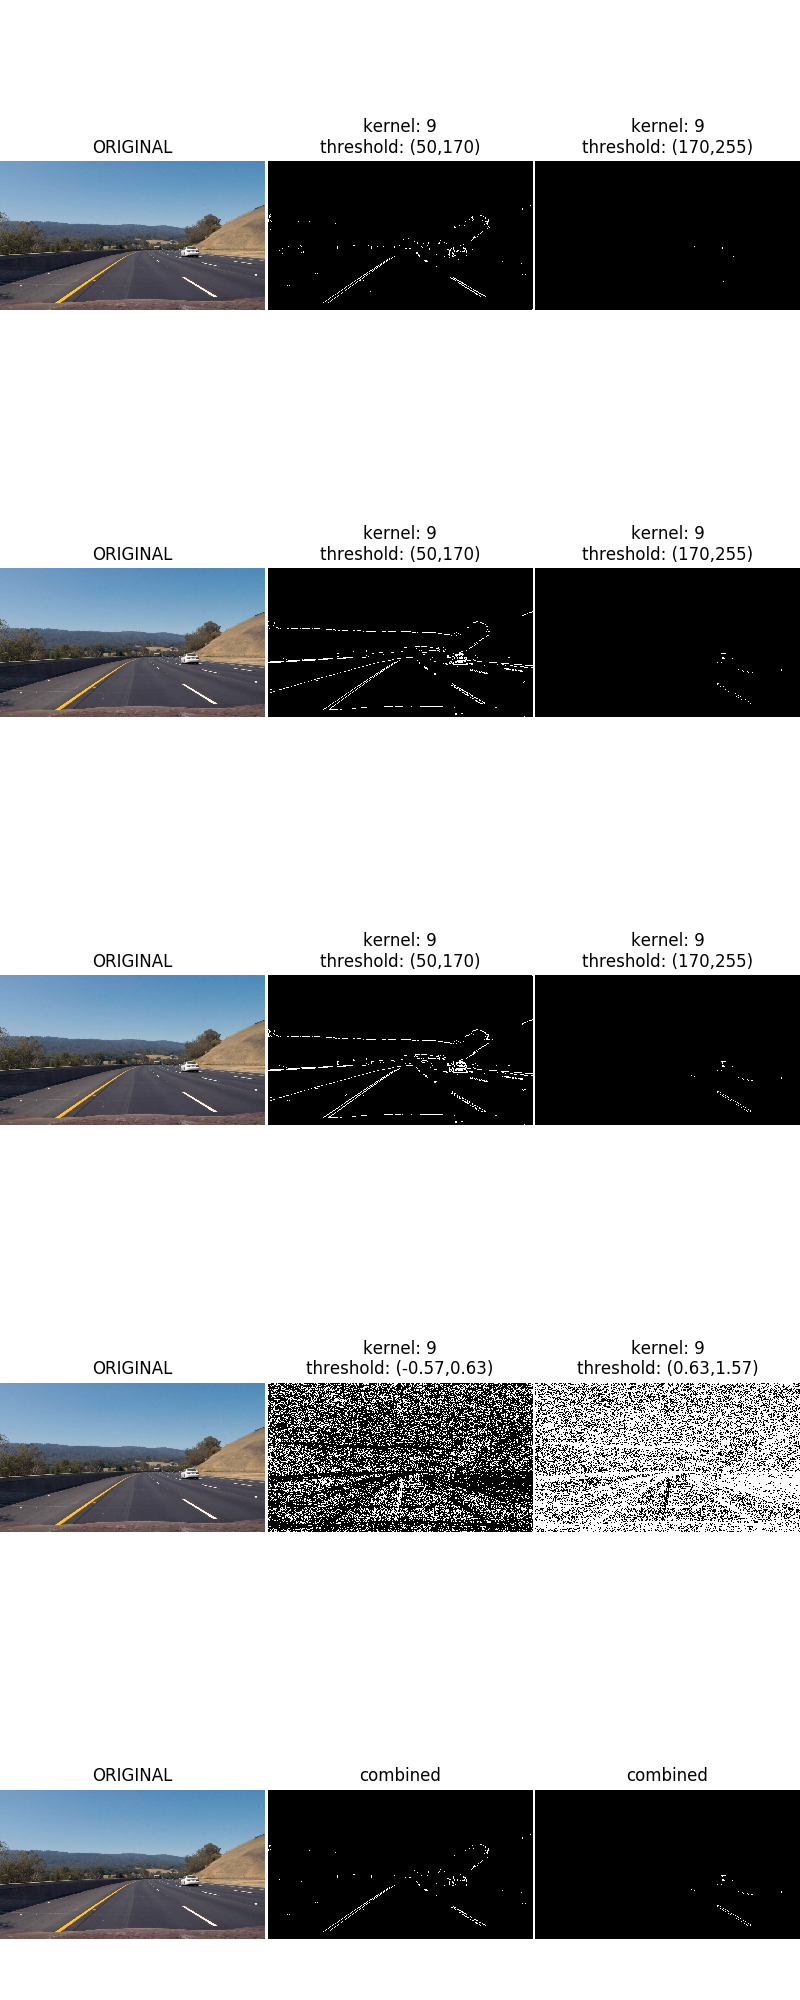 ORIGINAL
kernel: 9
threshold: (50,170)
kernel: 9
threshold: (170,255)
ORIGINAL
kernel: 9
threshold: (50,170)
kernel: 9
threshold: (170,255)
ORIGINAL
kernel: 9
threshold: (50,170)
kernel: 9
threshold: (170,255)
ORIGINAL
kernel: 9
threshold: (-0.57,0.63)
kernel: 9
threshold: (0.63,1.57)
ORIGINAL
combined
combined